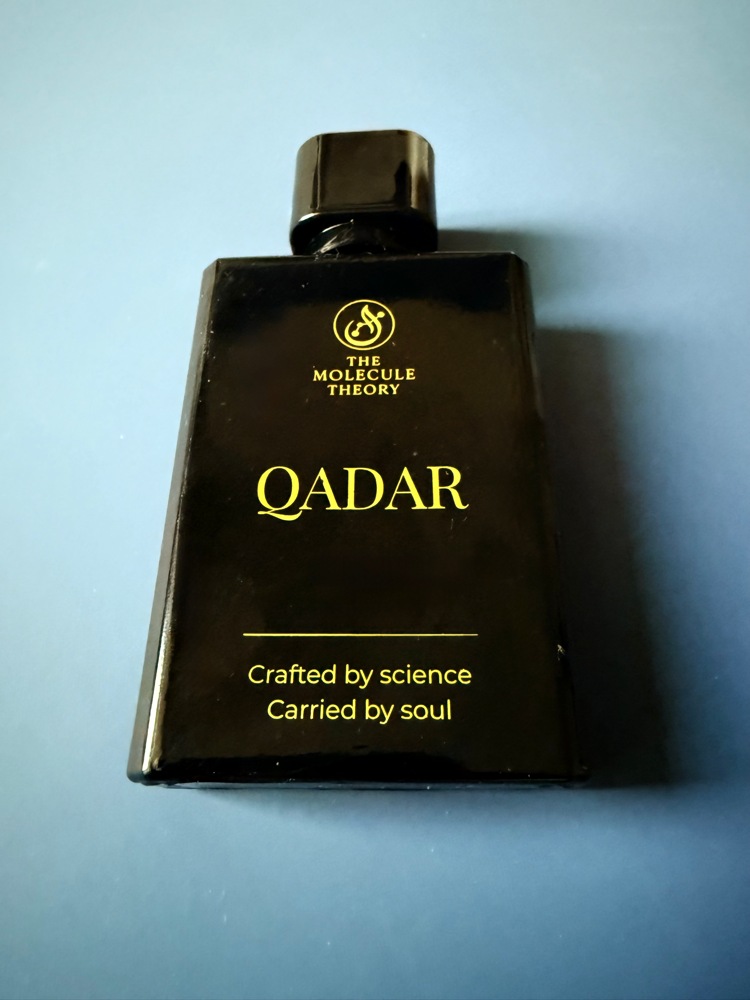 THE
MOLECULE
THEORY
QADAR
Crafted by science
Carried by soul